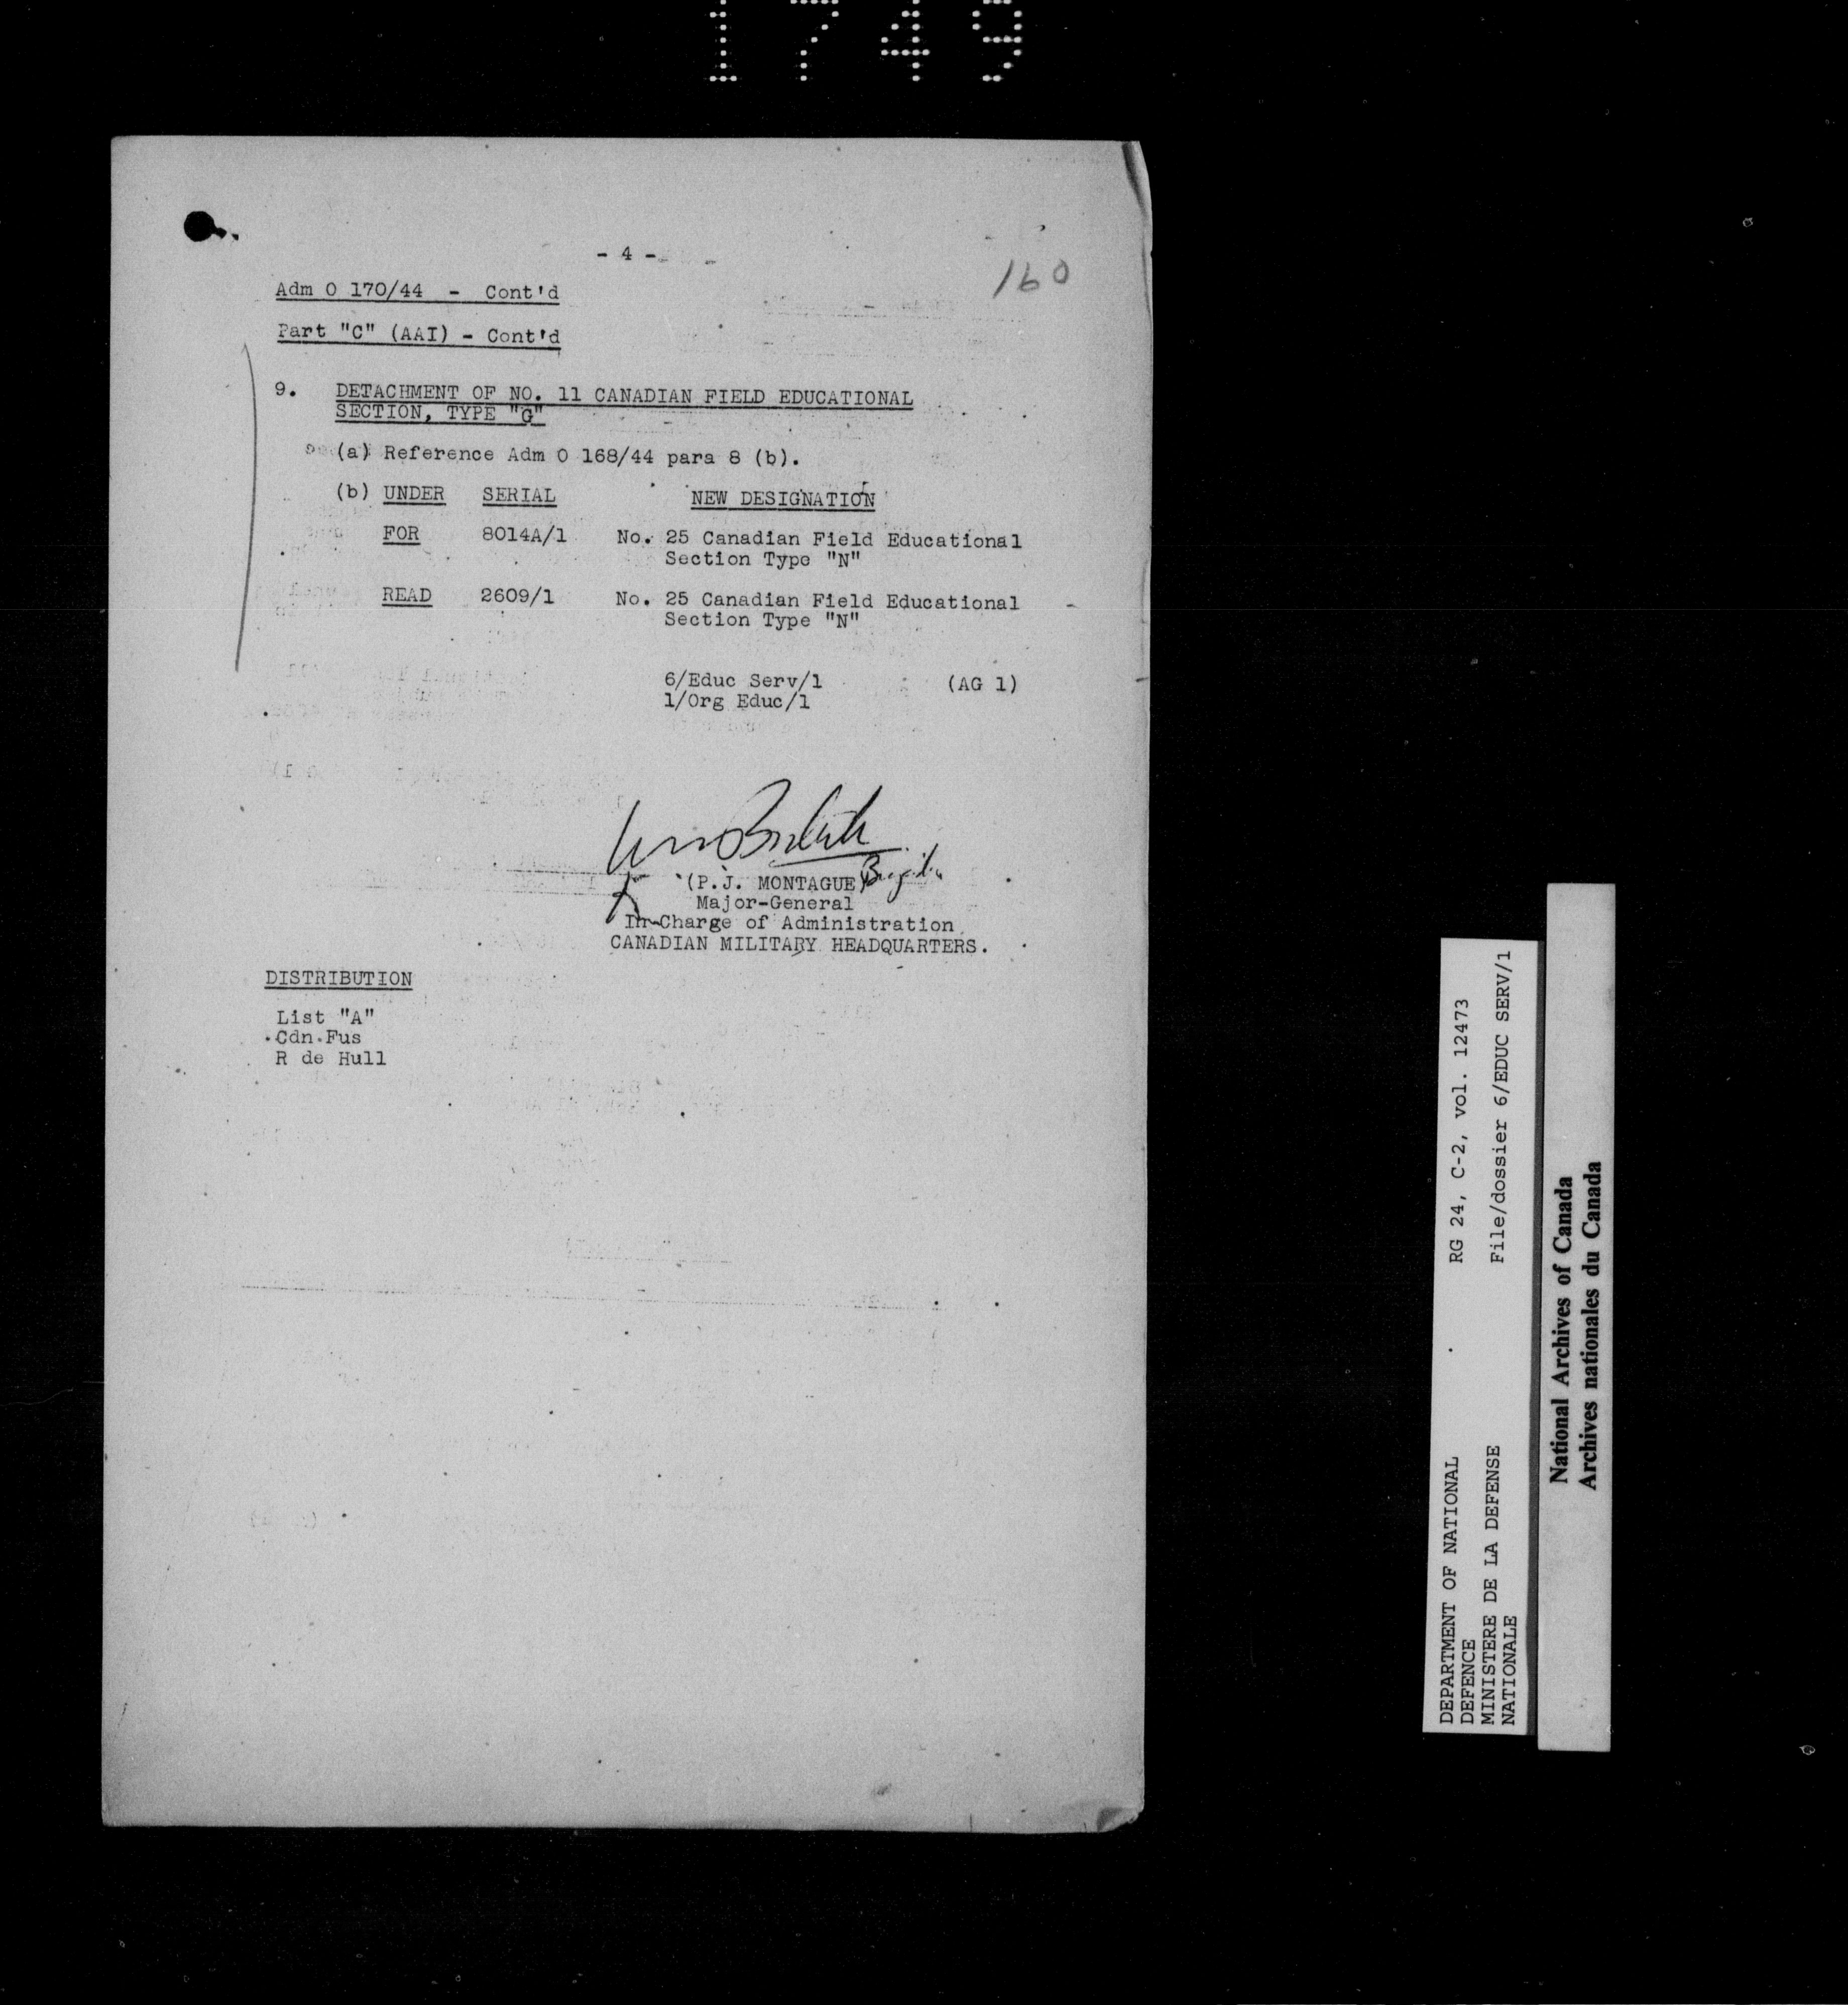 1749
- 4 -
160
Adm O 170/44 - Cont'd
Part "C" (AAI) - Cont'd
9. DETACHMENT OF NO. 11 CANADIAN FIELD EDUCATIONAL
SECTION, TYPE "G"
(a) Reference Adm O 168/44 para 8 (b).
(b) UNDER SERIAL NEW DESIGNATION
FOR 8014A/1 No. 25 Canadian Field Educational
Section Type "N"
READ 2609/1 No. 25 Canadian Field Educational
Section Type "N"
6/Educ Serv/1 (AG 1)
1/Org Educ/1
(P.J. MONTAGUE)
Major-General
In-Charge of Administration
CANADIAN MILITARY HEADQUARTERS.
DISTRIBUTION
List "A"
Cdn Fus
R de Hull
DEPARTMENT OF NATIONAL
DEFENCE
MINISTERE DE LA DEFENSE
NATIONALE
RG 24, C-2, vol. 12473
File/dossier 6/EDUC SERV/1
National Archives of Canada
Archives nationales du Canada